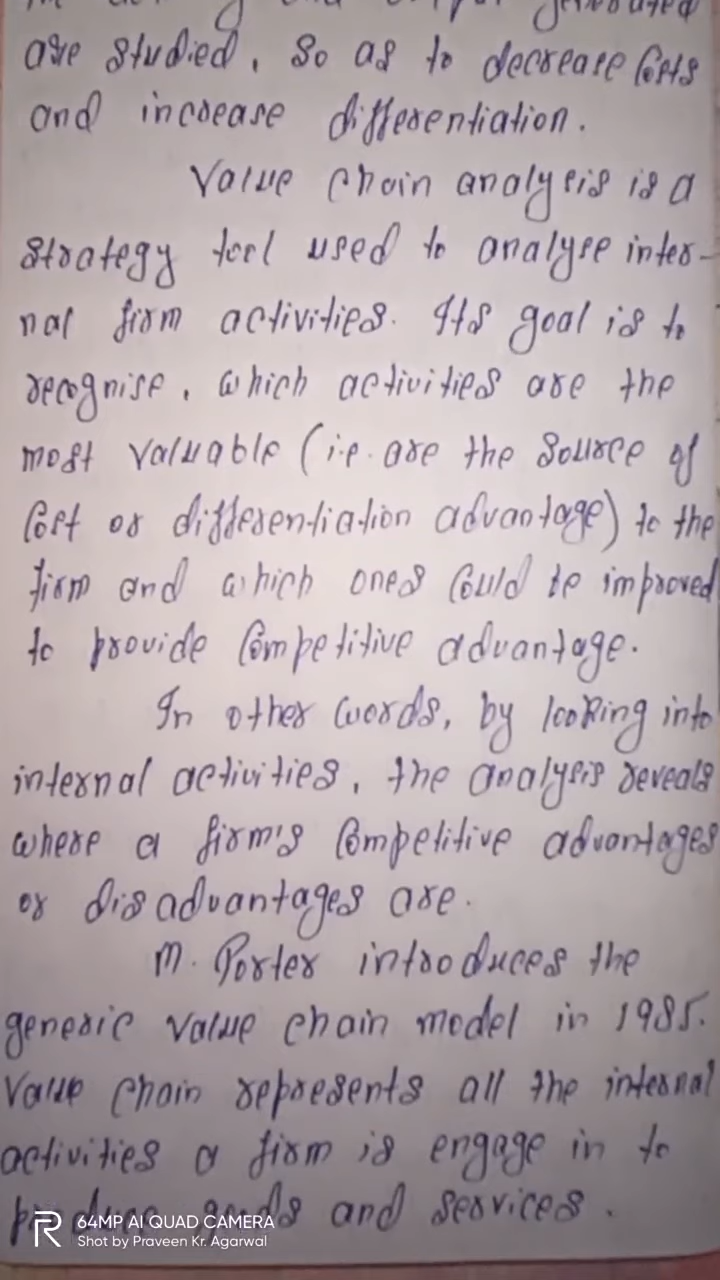 generated
are studied, so as to decrease Costs
and increase differentiation.
Value chain analysis is a
strategy tool used to analyse inter-
nal firm activities. Its goal is to
recognise, which activities are the
most valuable (i.e. are the source of
Cost or differentiation advantage) to the
firm and which ones Could be improved
to provide Competitive advantage.
In other words, by looking into
internal activities, the analysis reveals
where a firm's Competitive advantages
or disadvantages are.
M. Porter introduces the
generic value chain model in 1985.
Value chain represents all the internal
activities a firm is engage in to
produce goods and services.
64MP AI QUAD CAMERA
Shot by Praveen Kr. Agarwal